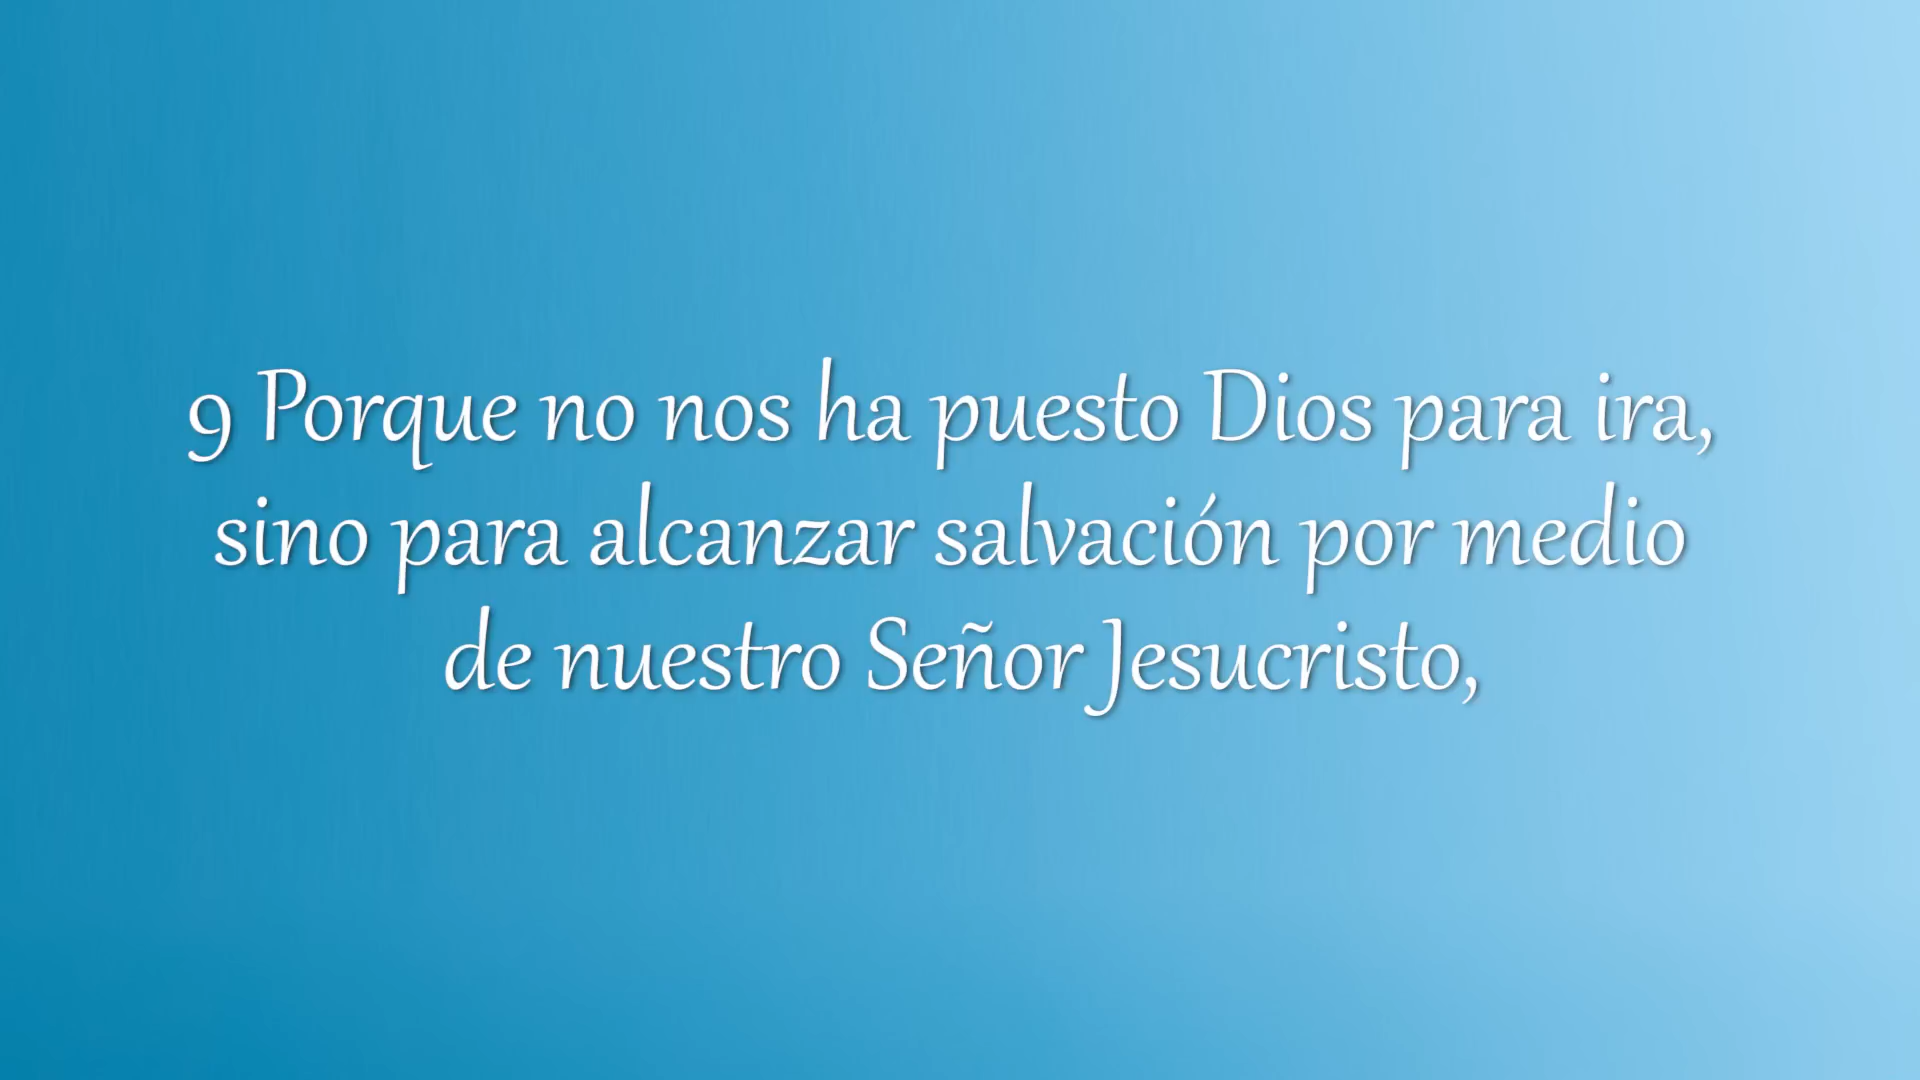 9 Porque no nos ha puesto Dios para ira,
sino para alcanzar salvación por medio
de nuestro Señor Jesucristo,